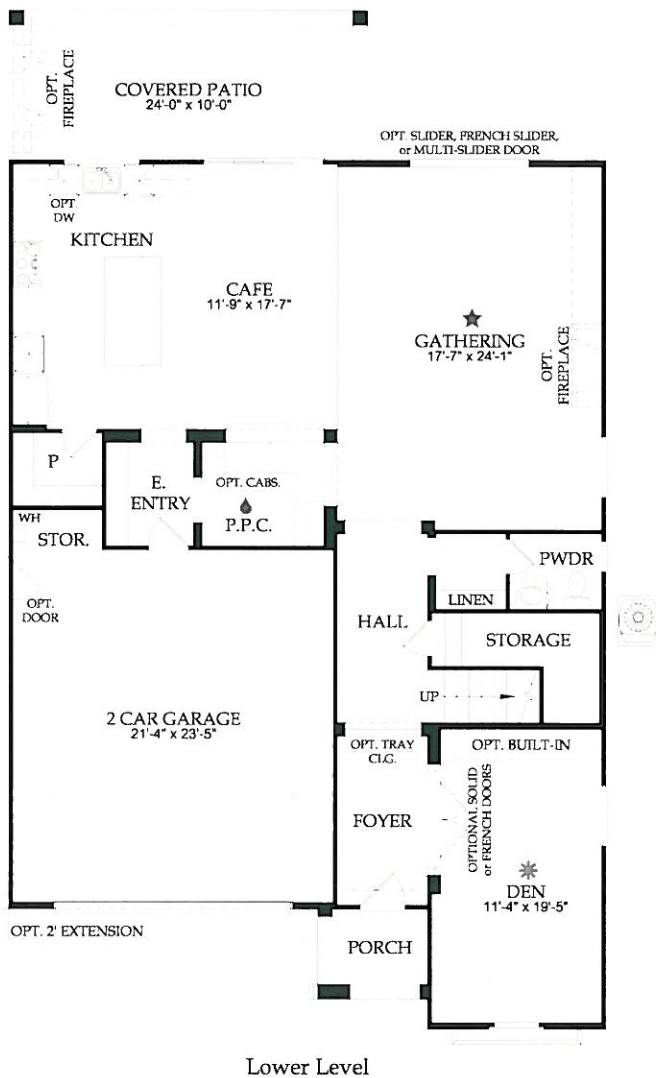 OPT.
FIREPLACE
COVERED PATIO
24'-0" x 10'-0"
OPT. SLIDER, FRENCH SLIDER,
or MULTI-SLIDER DOOR
OPT.
DW
KITCHEN
CAFE
11'-9" x 17'-7"
GATHERING
17'-7" x 24'-1"
OPT.
FIREPLACE
P
E.
ENTRY
OPT. CABS.
P.P.C.
WH
STOR.
PWDR
LINEN
OPT.
DOOR
HALL
STORAGE
UP
2 CAR GARAGE
21'-4" x 23'-5"
OPT. TRAY
CLG.
OPT. BUILT-IN
FOYER
OPTIONAL SOLID
or FRENCH DOORS
DEN
11'-4" x 19'-5"
OPT. 2' EXTENSION
PORCH
Lower Level